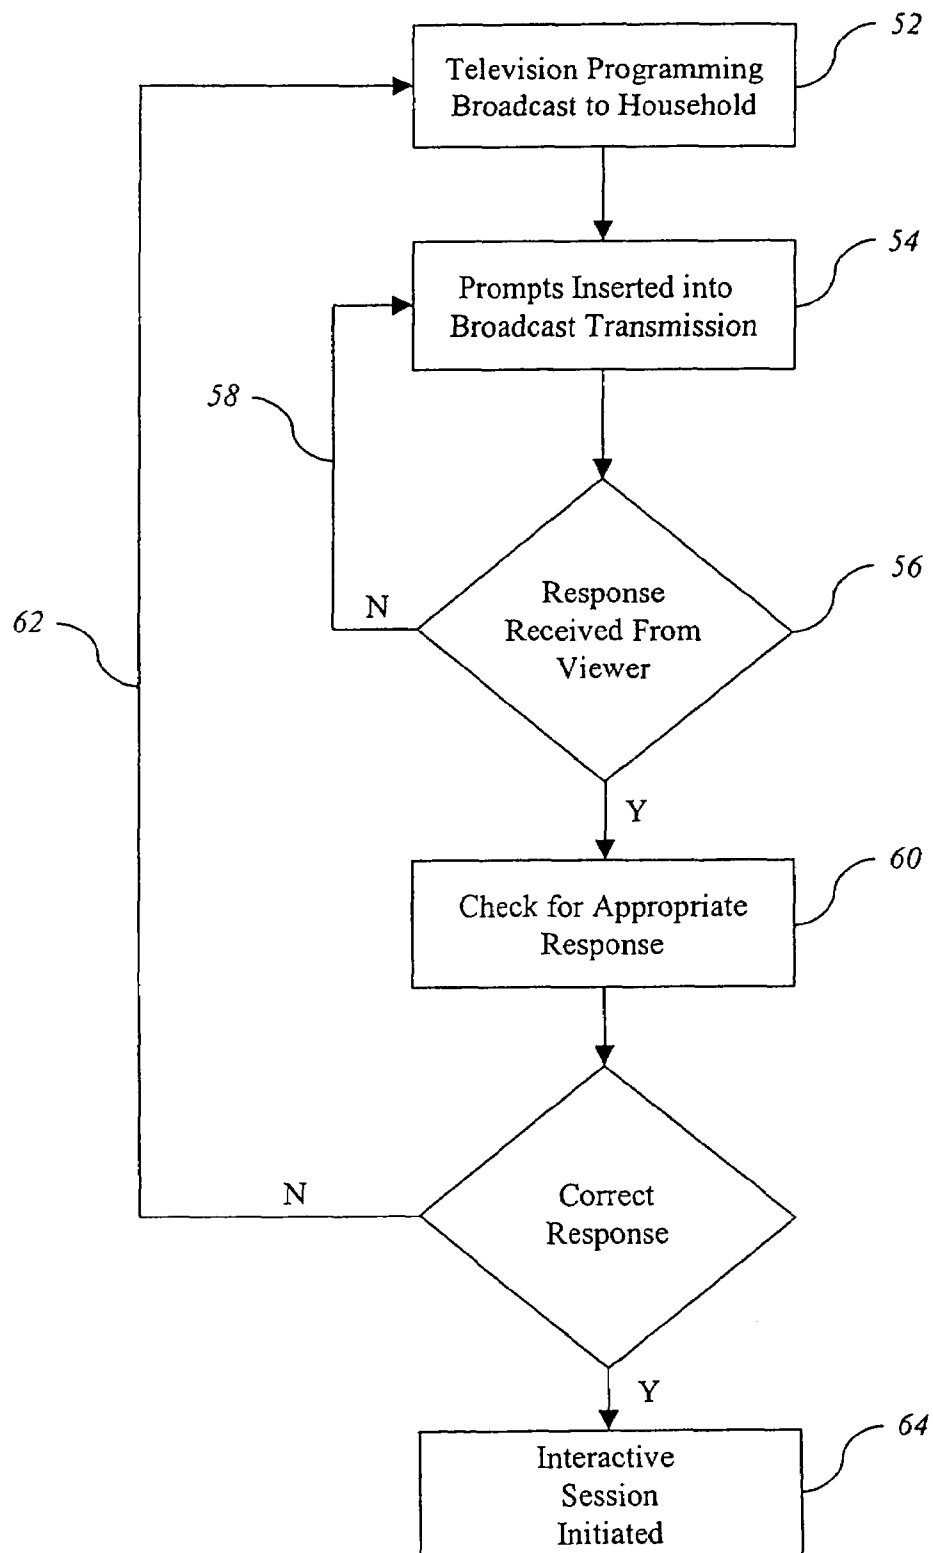 52
Television Programming
Broadcast to Household
54
Prompts Inserted into
Broadcast Transmission
58
56
Response
Received From
Viewer
N
62
Y
60
Check for Appropriate
Response
Correct
Response
N
Y
64
Interactive
Session
Initiated